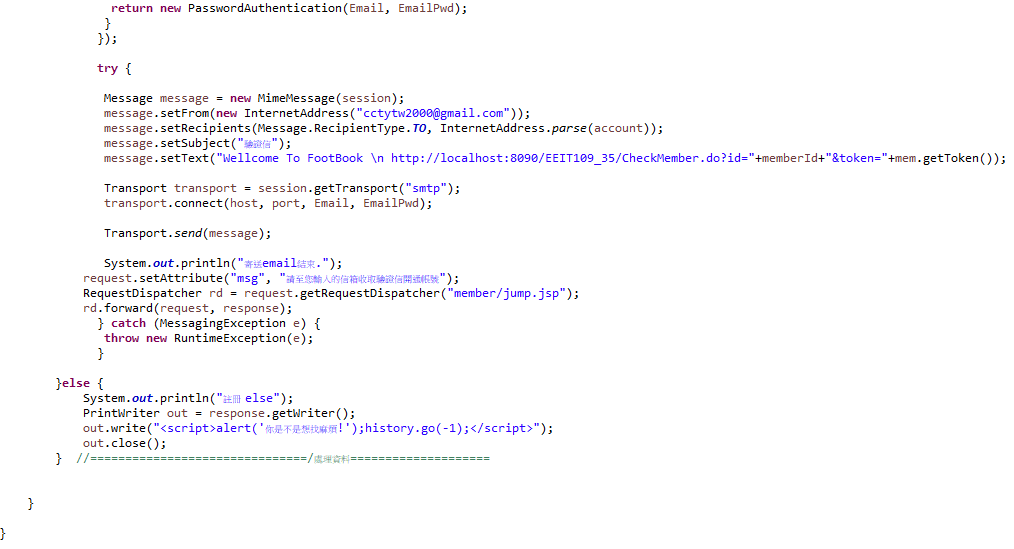 return new PasswordAuthentication(Email, EmailPwd);
}
});
try {
Message message = new MimeMessage(session);
message.setFrom(new InternetAddress("cctytw2000@gmail.com"));
message.setRecipients(Message.RecipientType.TO, InternetAddress.parse(account));
message.setSubject("驗證信");
message.setText("Wellcome To FootBook \n http://localhost:8090/EEIT109_35/CheckMember.do?id="+memberId+"&token="+mem.getToken());
Transport transport = session.getTransport("smtp");
transport.connect(host, port, Email, EmailPwd);
Transport.send(message);
System.out.println("寄送email結束.");
request.setAttribute("msg", "請至您輸入的信箱收取驗證信開通帳號");
RequestDispatcher rd = request.getRequestDispatcher("member/jump.jsp");
rd.forward(request, response);
} catch (MessagingException e) {
throw new RuntimeException(e);
}
}else {
System.out.println("註冊 else");
PrintWriter out = response.getWriter();
out.write("<script>alert('你是不是想找麻煩!');history.go(-1);</script>");
out.close();
} //===============================/處理資料====================
}
}